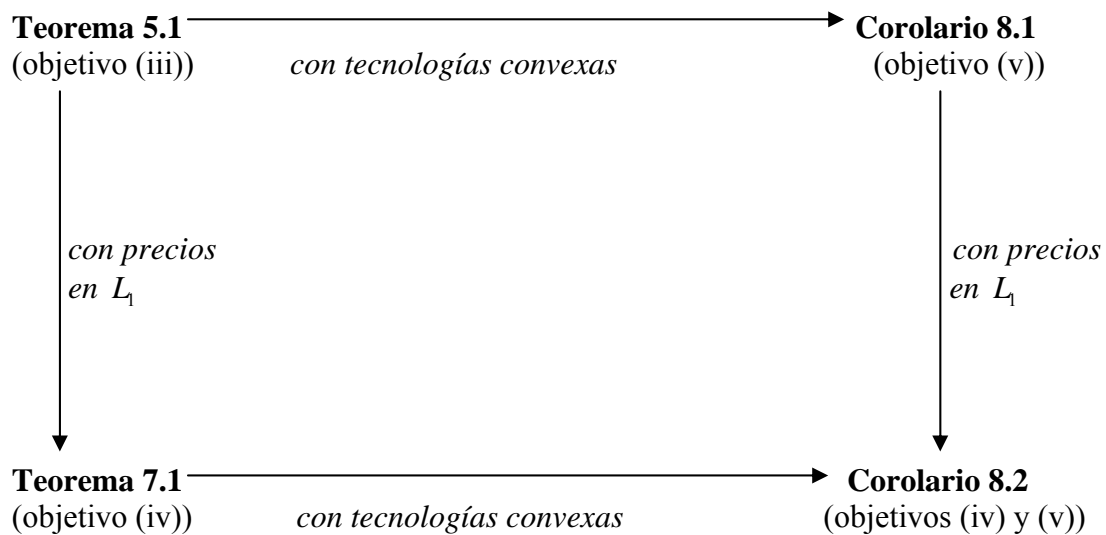 Teorema 5.1
Corolario 8.1
(objetivo (iii))
con tecnologías convexas
(objetivo (v))
con precios
en L₁
con precios
en L₁
Teorema 7.1
Corolario 8.2
(objetivo (iv))
con tecnologías convexas
(objetivos (iv) y (v))